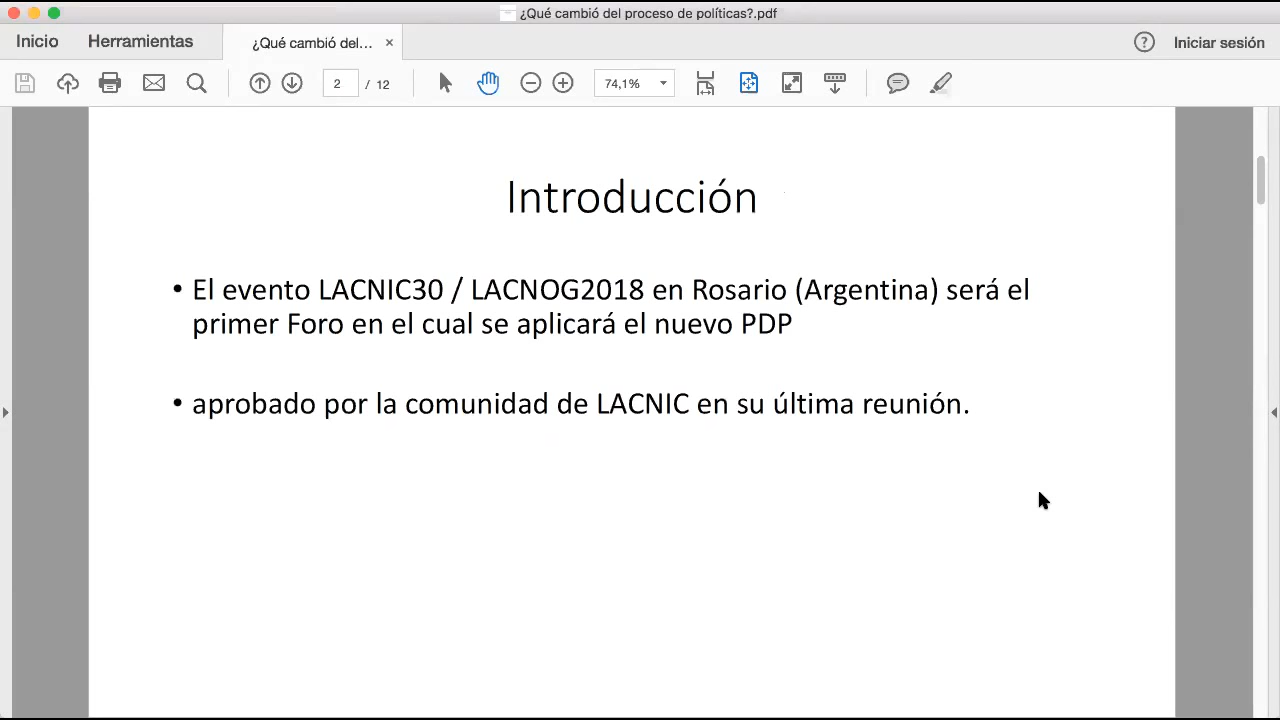 ¿Qué cambió del proceso de políticas?.pdf
Inicio Herramientas ¿Qué cambió del... × ? Iniciar sesión
2 / 12 74,1%
Introducción
• El evento LACNIC30 / LACNOG2018 en Rosario (Argentina) será el
primer Foro en el cual se aplicará el nuevo PDP
• aprobado por la comunidad de LACNIC en su última reunión.